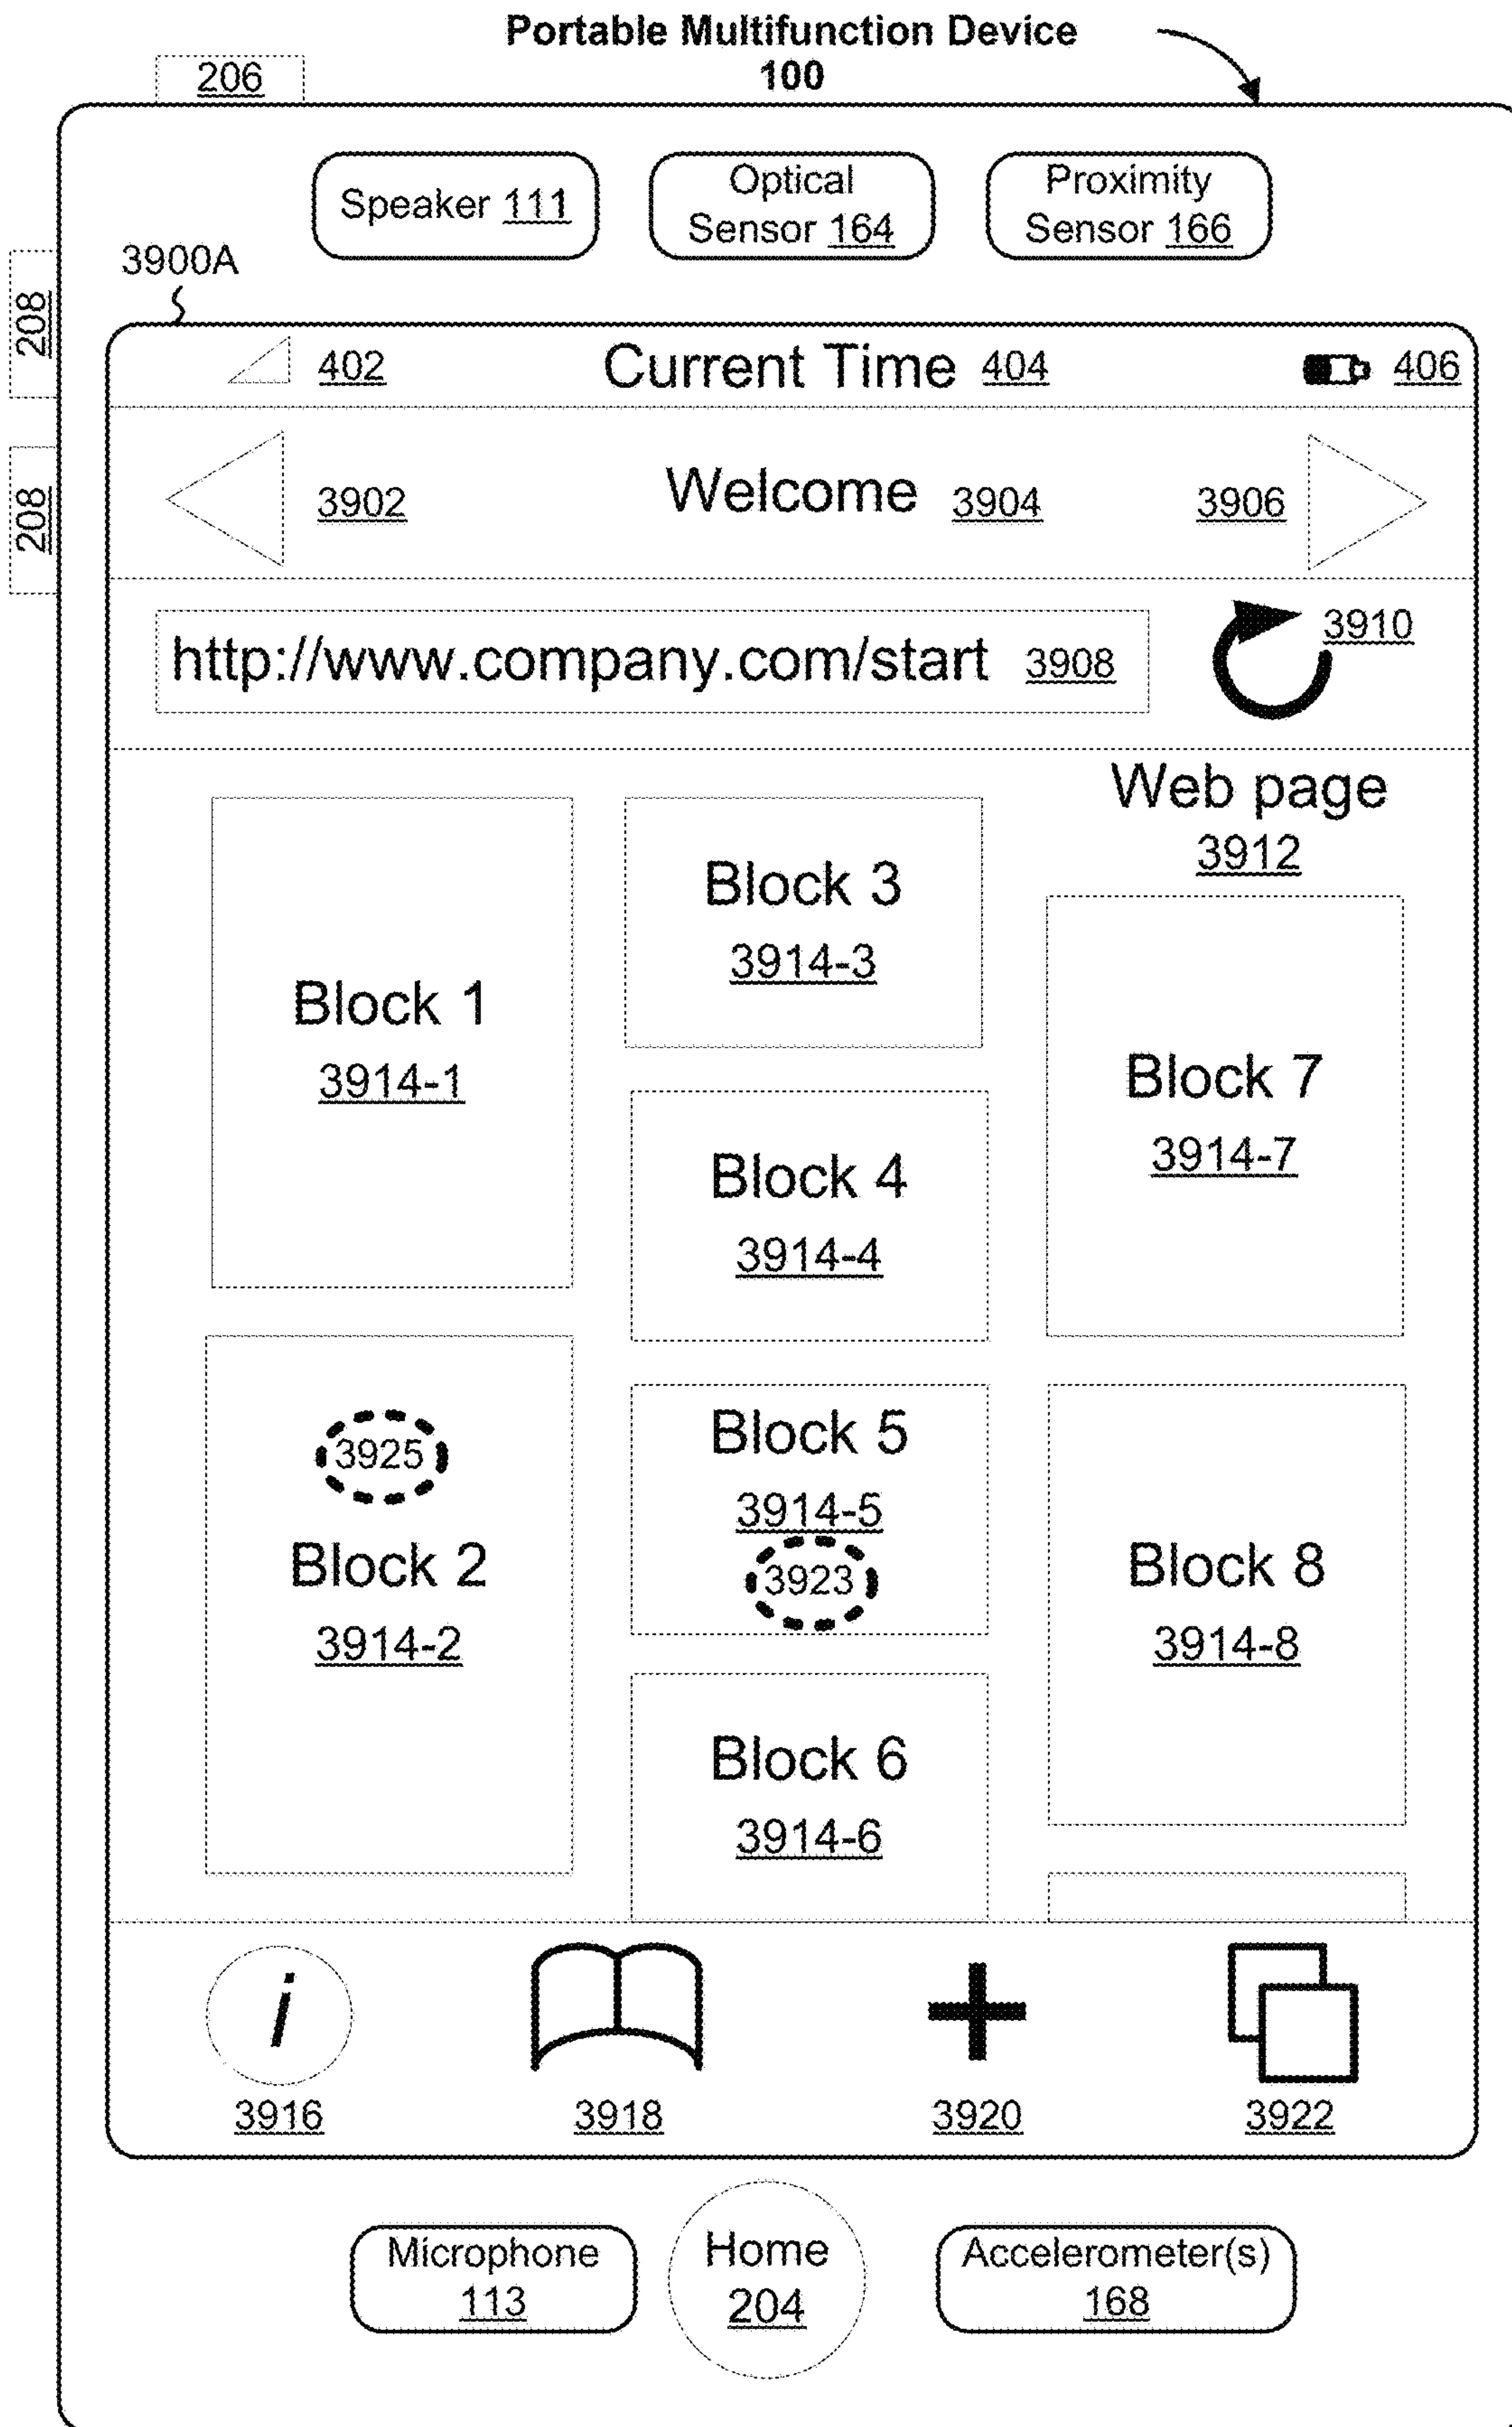 Portable Multifunction Device
100
206
Speaker 111
Optical
Sensor 164
Proximity
Sensor 166
3900A
208
208
402
Current Time 404
406
3902
Welcome 3904
3906
http://www.company.com/start 3908
3910
Web page
3912
Block 1
3914-1
Block 2
3914-2
3925
Block 3
3914-3
Block 4
3914-4
Block 5
3914-5
3923
Block 6
3914-6
Block 7
3914-7
Block 8
3914-8
i
3916
3918
3920
3922
Microphone
113
Home
204
Accelerometer(s)
168